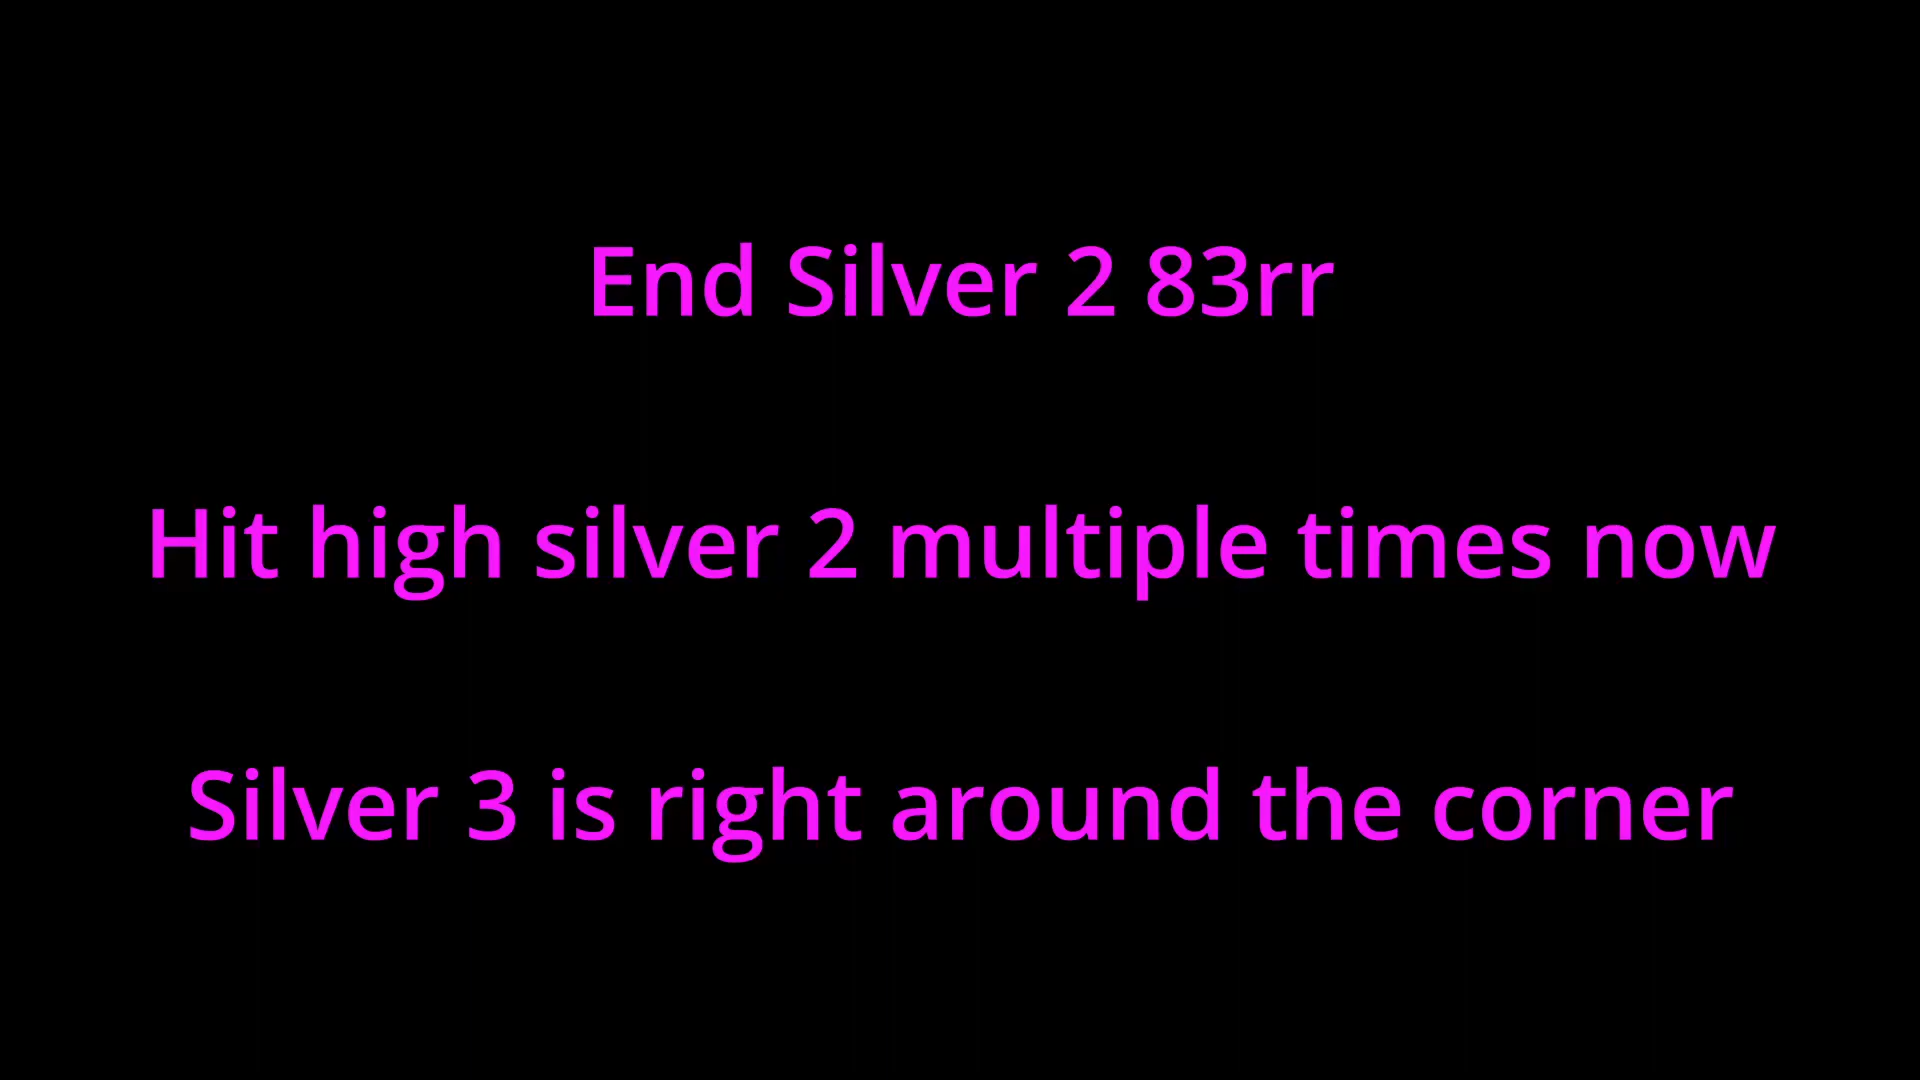 End Silver 2 83rr
Hit high silver 2 multiple times now
Silver 3 is right around the corner